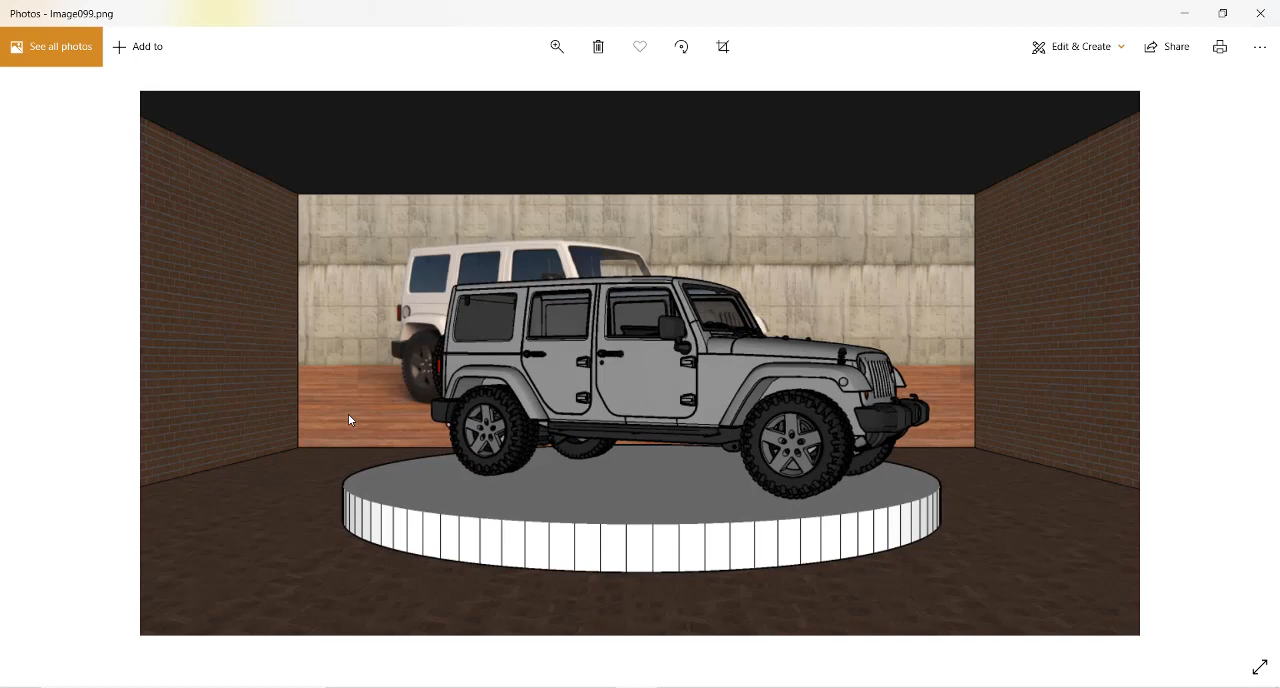 Photos - Image099.png
See all photos
Add to
Edit & Create
Share